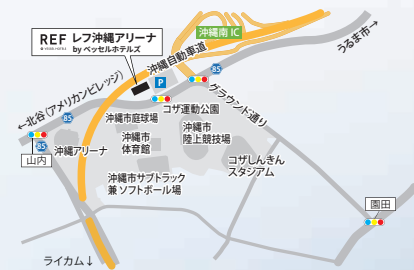 REF レフ沖縄アリーナ
by ベッセルホテルズ
沖縄南 IC
沖縄自動車道
うるま市→
85
P
←北谷(アメリカンビレッジ)
グラウンド通り
コザ運動公園
85
沖縄市庭球場
沖縄市
体育館
沖縄市
陸上競技場
85
山内
沖縄アリーナ
コザしんきん
スタジアム
沖縄市サブトラック
兼 ソフトボール場
園田
ライカム↓